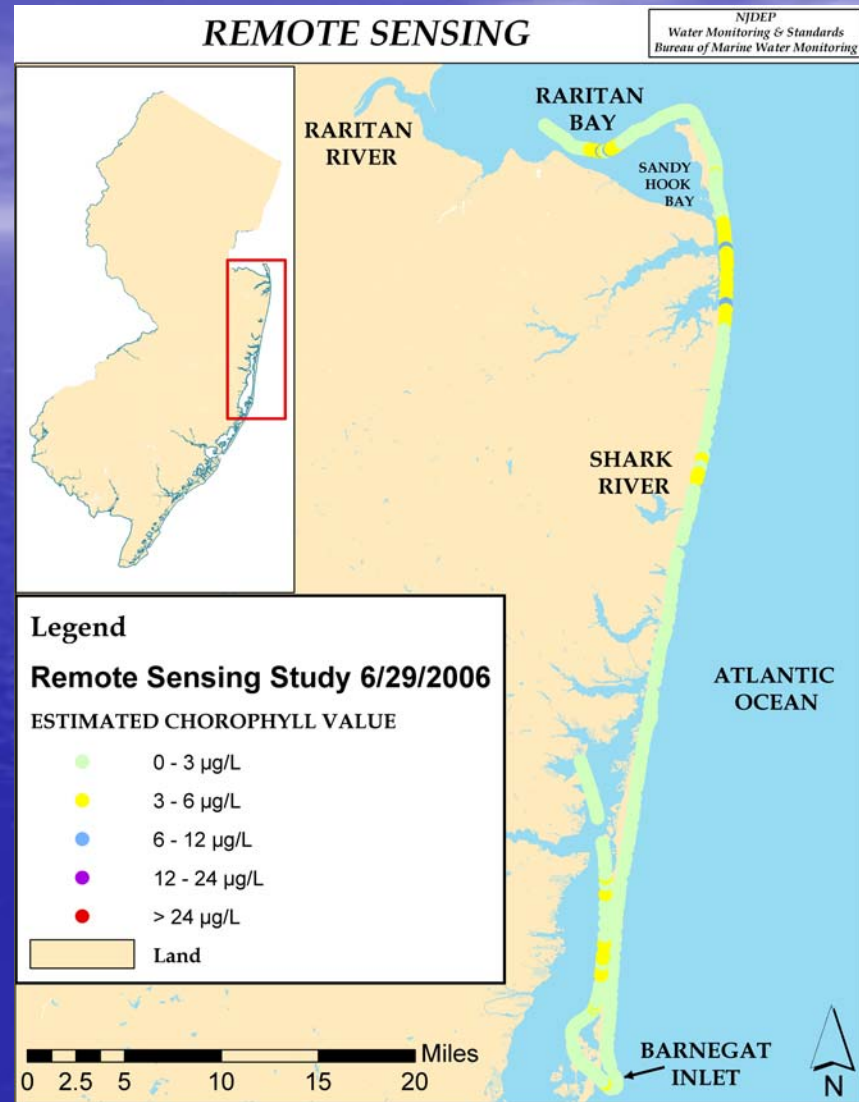 REMOTE SENSING
NJDEP
Water Monitoring & Standards
Bureau of Marine Water Monitoring
RARITAN
BAY
RARITAN
RIVER
SANDY
HOOK
BAY
SHARK
RIVER
ATLANTIC
OCEAN
Legend
Remote Sensing Study 6/29/2006
ESTIMATED CHOROPHYLL VALUE
0 - 3 µg/L
3 - 6 µg/L
6 - 12 µg/L
12 - 24 µg/L
> 24 µg/L
Land
Miles
0 2.5 5 10 15 20
BARNEGAT
INLET
N